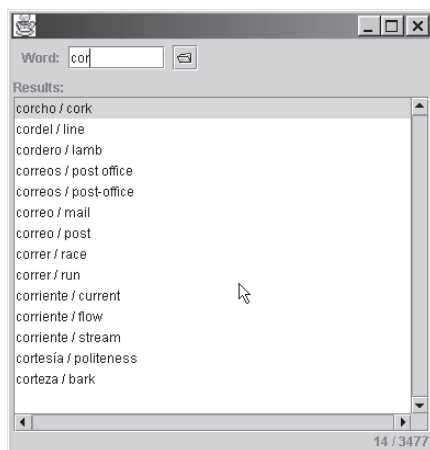 Word: cor
Results:
corcho / cork
cordel / line
cordero / lamb
correos / post office
correos / post-office
correo / mail
correo / post
correr / race
correr / run
corriente / current
corriente / flow
corriente / stream
cortesía / politeness
corteza / bark
14 / 3477